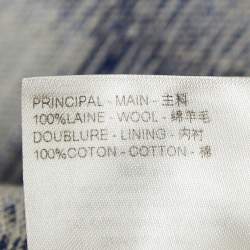 PRINCIPAL - MAIN - 主料
100%LAINE - WOOL - 綿羊毛
DOUBLURE - LINING - 内衬
100%COTON - COTTON - 棉